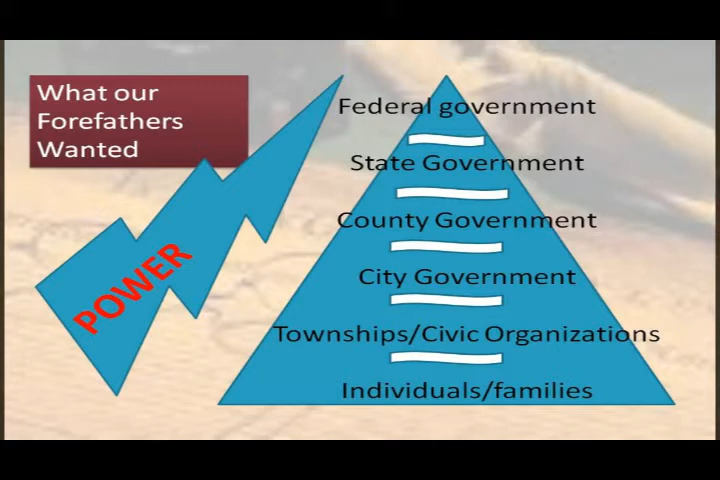 What our
Forefathers
Wanted
POWER
Federal government
State Government
County Government
City Government
Townships/Civic Organizations
Individuals/families